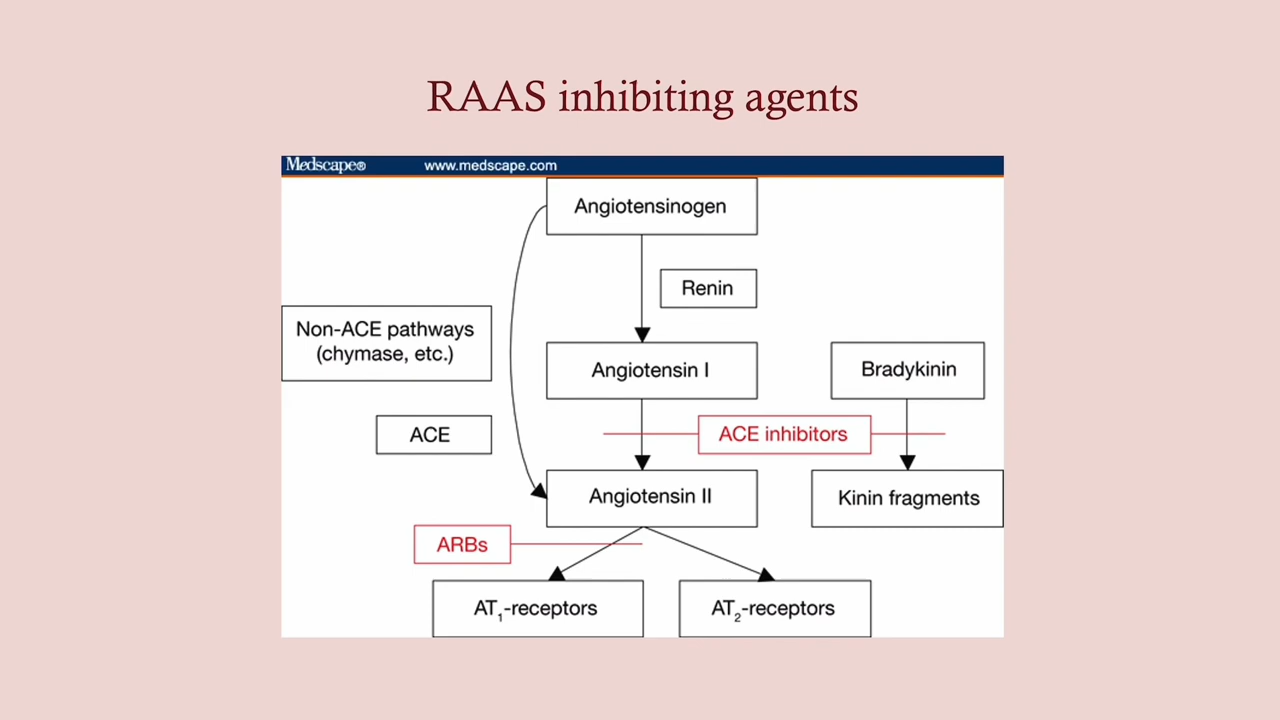 RAAS inhibiting agents
Medscape® www.medscape.com
Angiotensinogen
Renin
Non-ACE pathways
(chymase, etc.)
Angiotensin I
Bradykinin
ACE
ACE inhibitors
Angiotensin II
Kinin fragments
ARBs
AT₁-receptors
AT₂-receptors